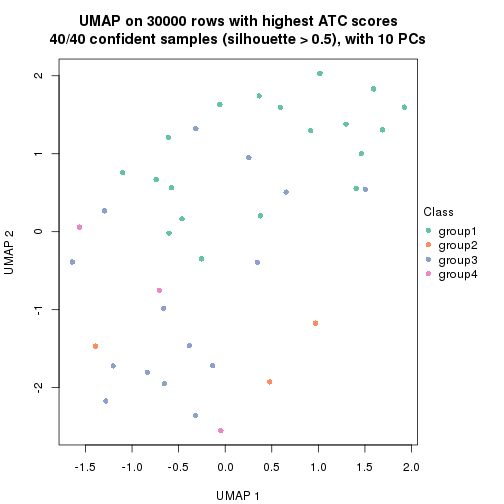 UMAP on 30000 rows with highest ATC scores
40/40 confident samples (silhouette > 0.5), with 10 PCs
2
1
0
-1
-2
UMAP 2
-1.5 -1.0 -0.5 0.0 0.5 1.0 1.5 2.0
UMAP 1
Class
group1
group2
group3
group4